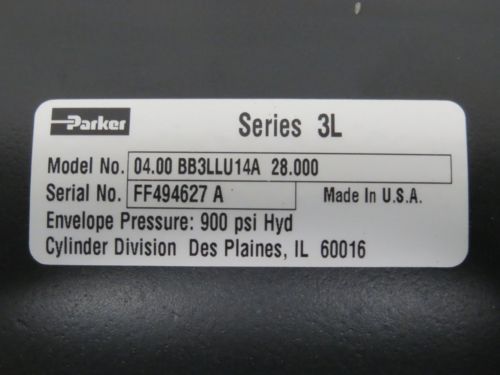 Parker Series 3L
Model No. 04.00 BB3LLU14A 28.000
Serial No. FF494627 A Made in U.S.A.
Envelope Pressure: 900 psi Hyd
Cylinder Division Des Plaines, IL 60016